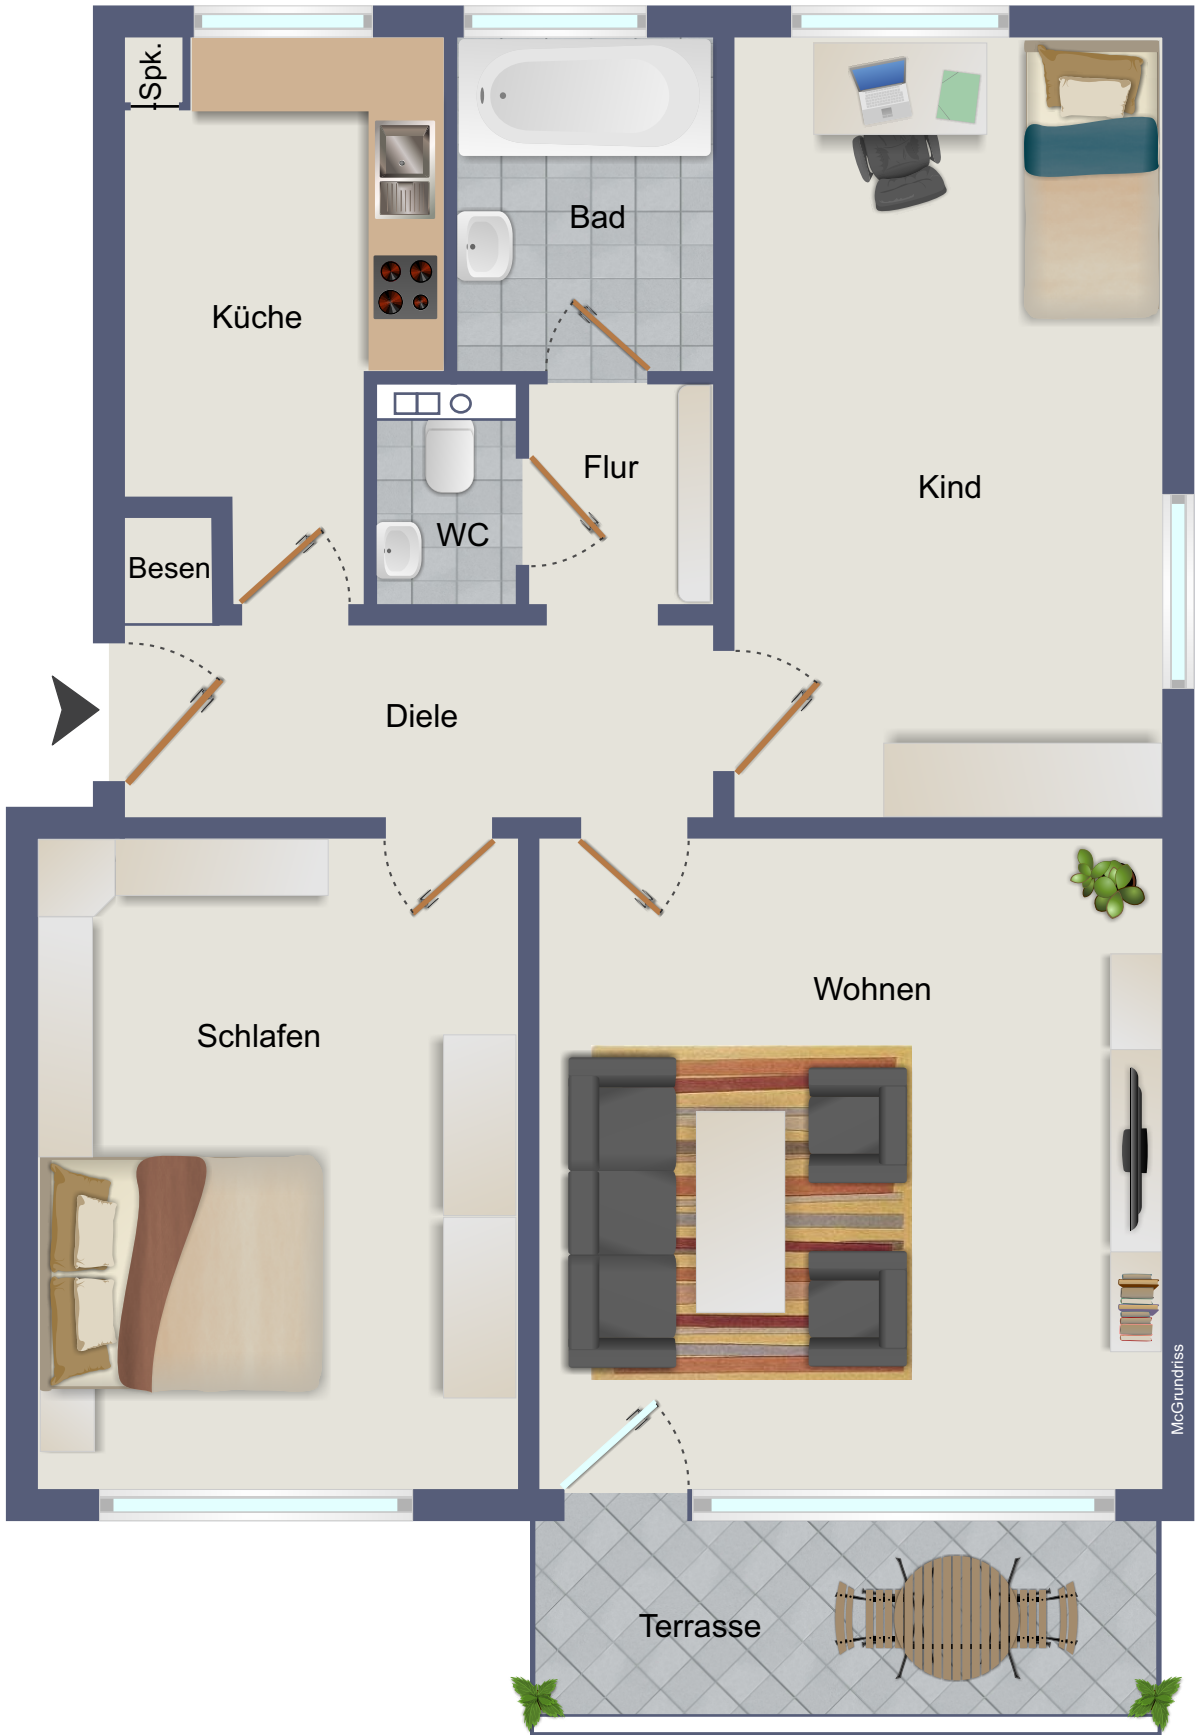 Spk.
Bad
Küche
Flur
Kind
WC
Besen
Diele
Wohnen
Schlafen
McGrundriss
Terrasse